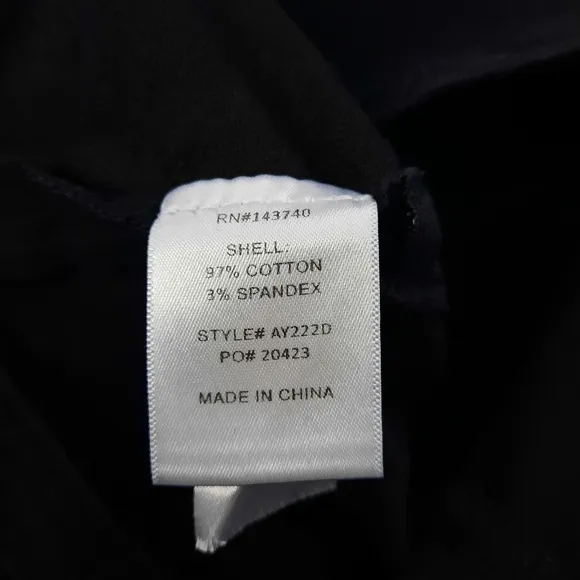 RN#143740
SHELL:
97% COTTON
3% SPANDEX
STYLE# AY222D
PO# 20423
MADE IN CHINA